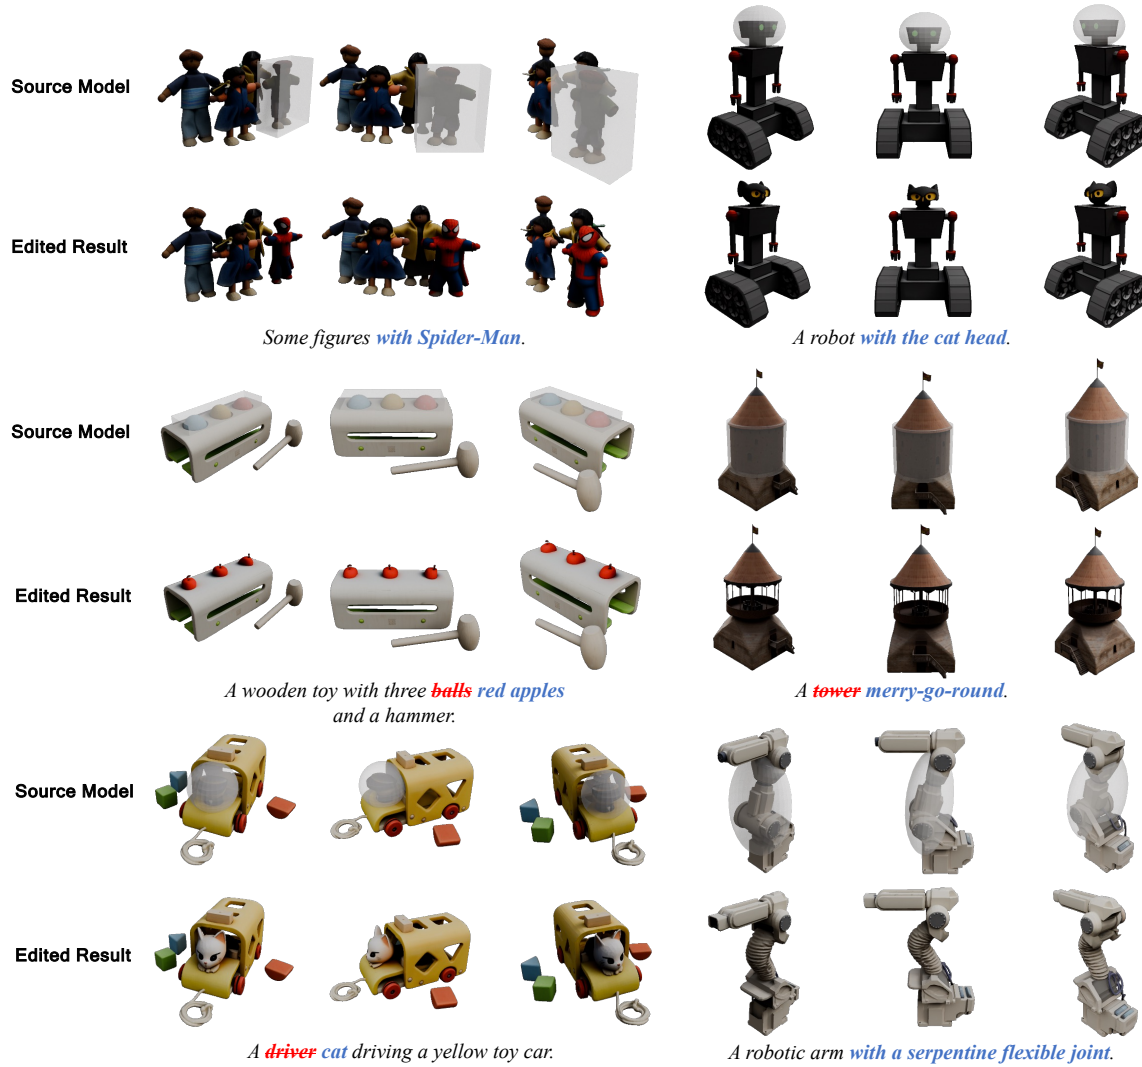 Source Model
Edited Result
Some figures with Spider-Man.
A robot with the cat head.
Source Model
Edited Result
A wooden toy with three balls red apples
and a hammer.
A tower merry-go-round.
Source Model
Edited Result
A driver cat driving a yellow toy car.
A robotic arm with a serpentine flexible joint.